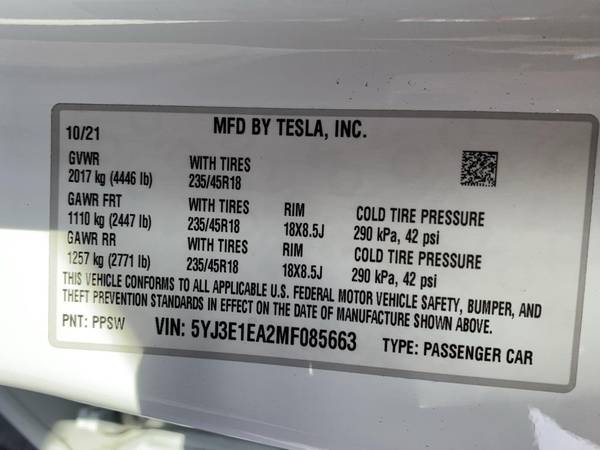 10/21 MFD BY TESLA, INC.
GVWR WITH TIRES
2017 kg (4446 lb) 235/45R18
GAWR FRT WITH TIRES RIM COLD TIRE PRESSURE
1110 kg (2447 lb) 235/45R18 18X8.5J 290 kPa, 42 psi
GAWR RR WITH TIRES RIM COLD TIRE PRESSURE
1257 kg (2771 lb) 235/45R18 18X8.5J 290 kPa, 42 psi
THIS VEHICLE CONFORMS TO ALL APPLICABLE U.S. FEDERAL MOTOR VEHICLE SAFETY, BUMPER, AND
THEFT PREVENTION STANDARDS IN EFFECT ON THE DATE OF MANUFACTURE SHOWN ABOVE.
PNT: PPSW VIN: 5YJ3E1EA2MF085663 TYPE: PASSENGER CAR